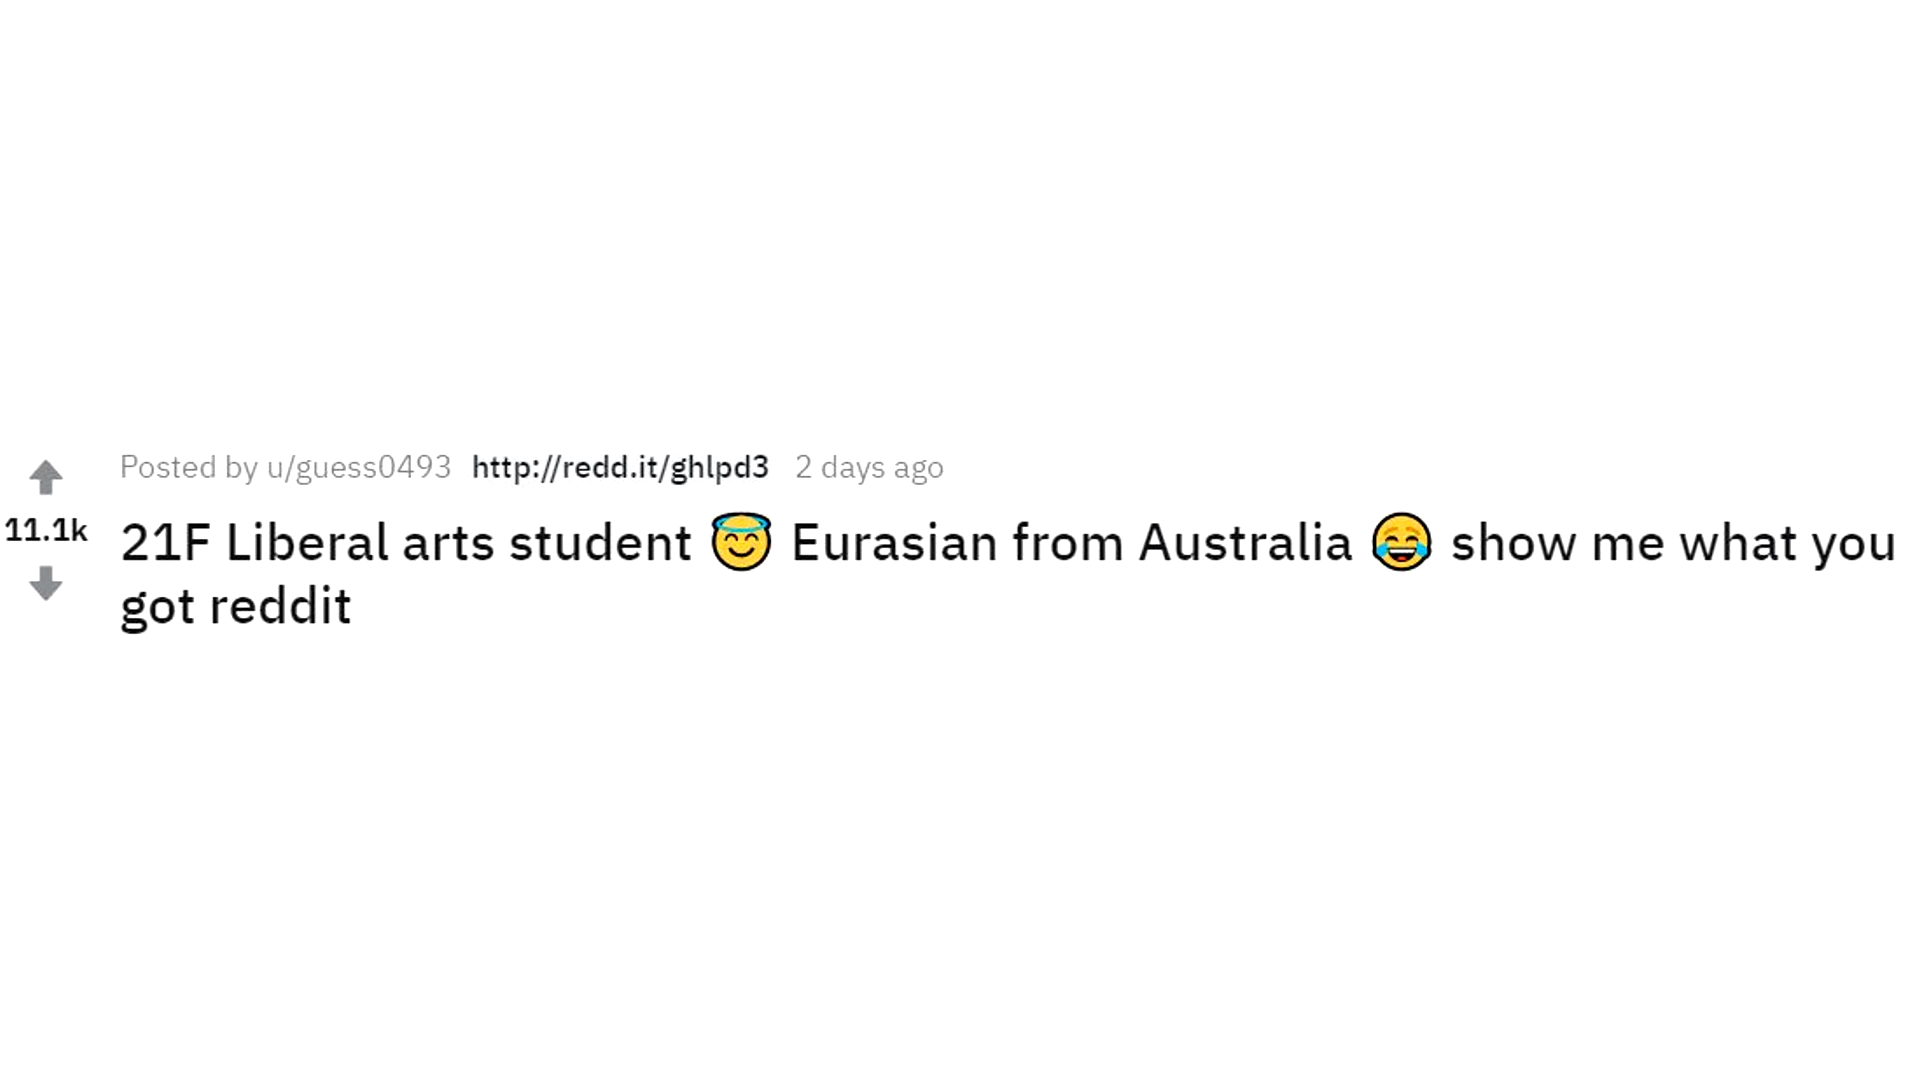 Posted by u/guess0493 http://redd.it/ghlpd3 2 days ago
11.1k
21F Liberal arts student 😇 Eurasian from Australia 😂 show me what you
got reddit